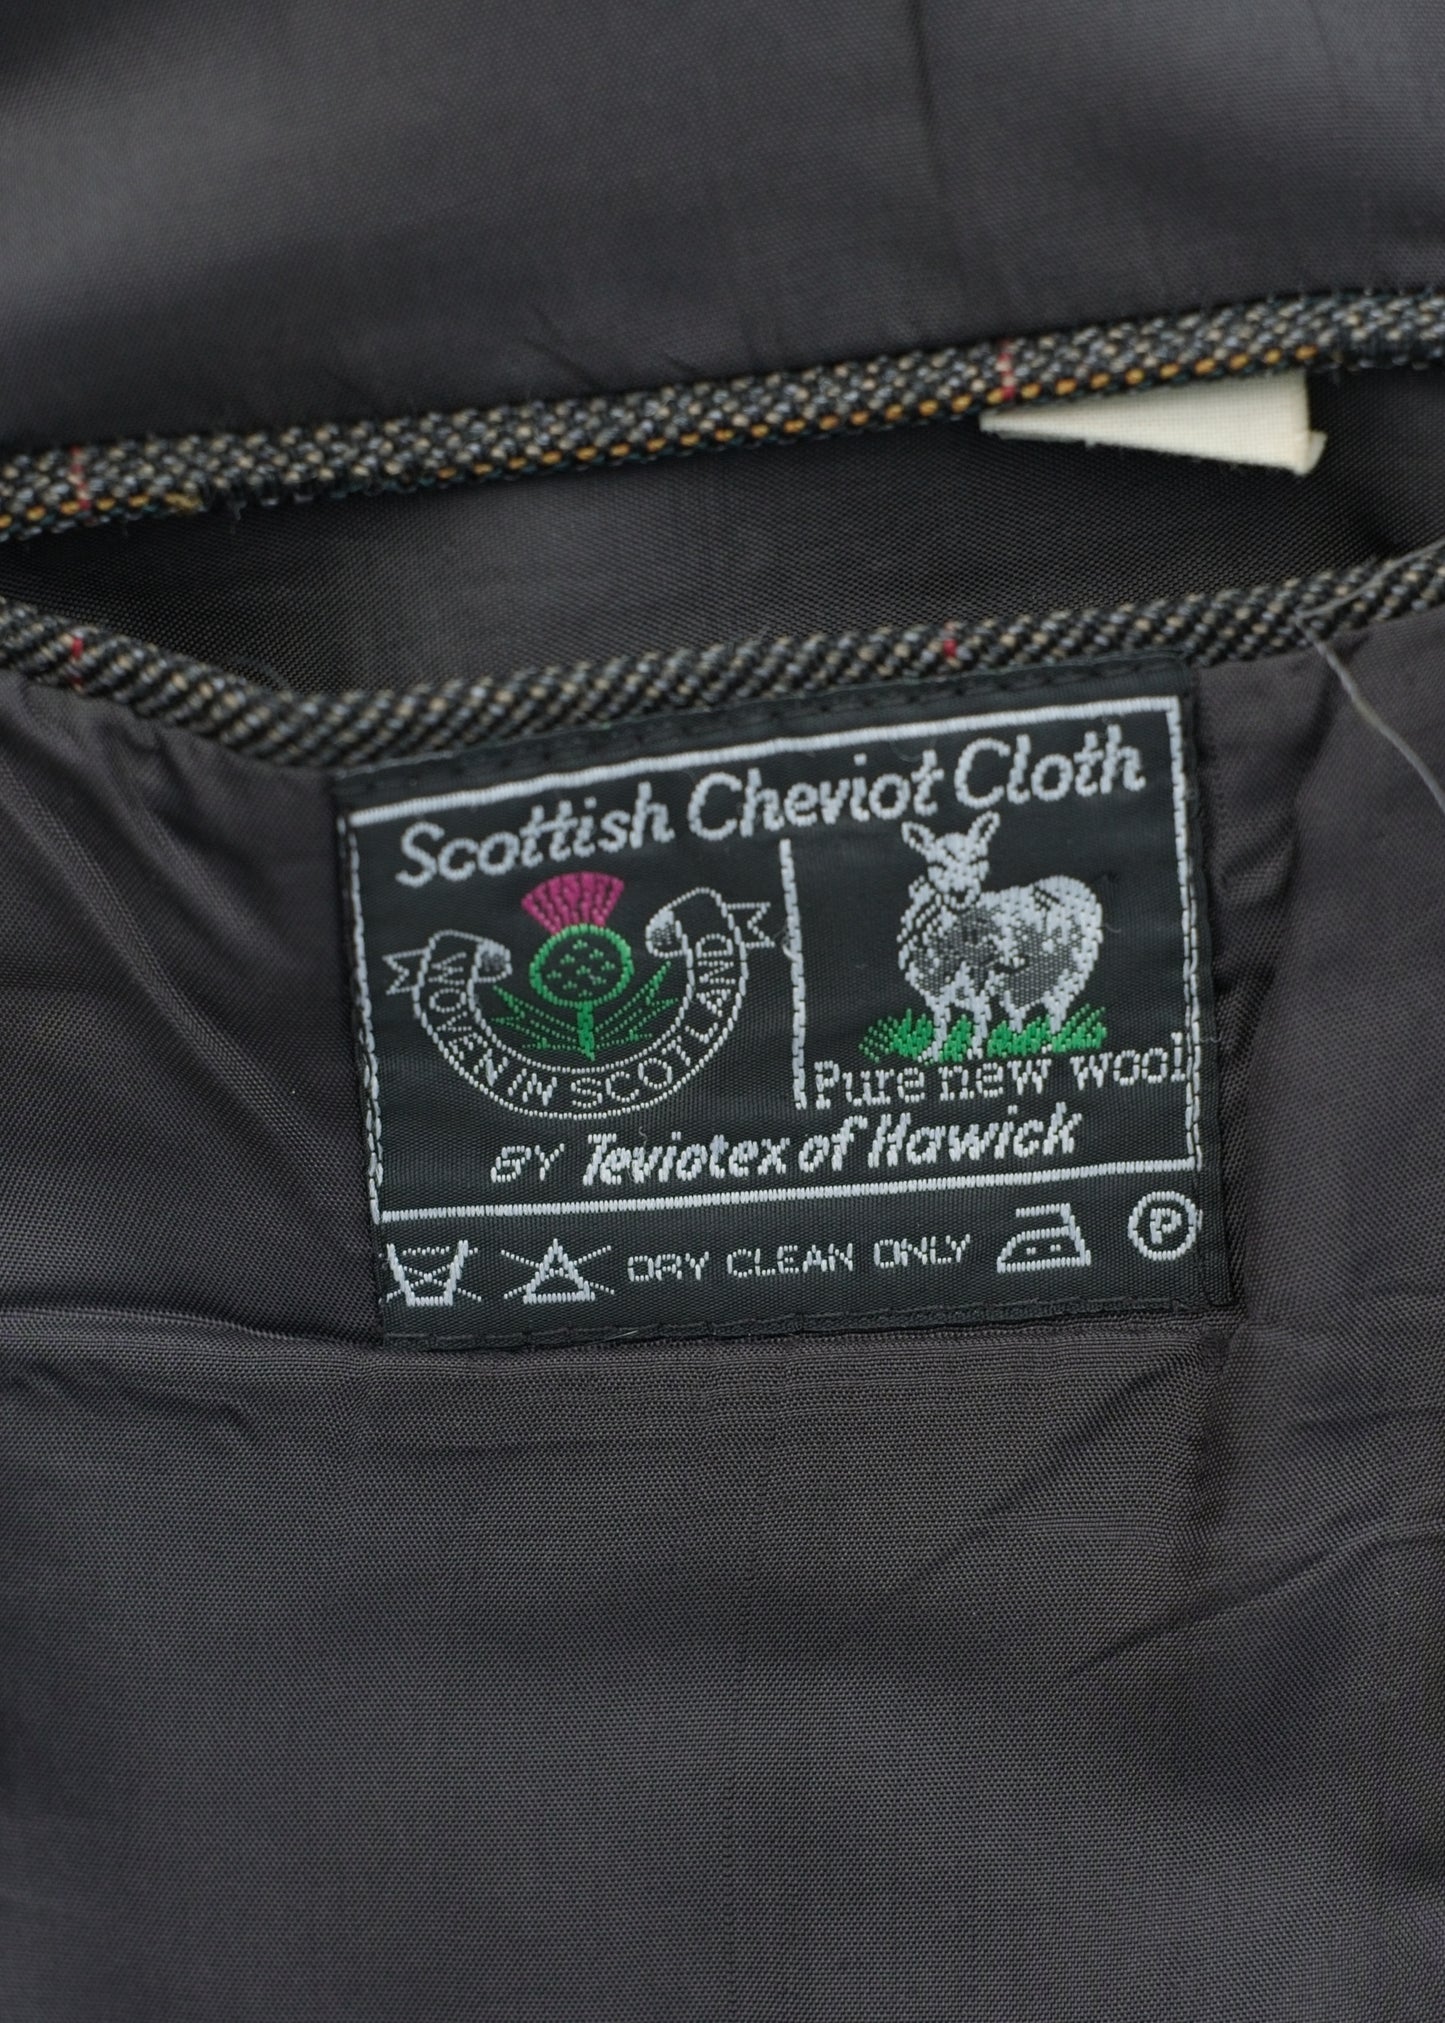 Scottish Cheviot Cloth
WOVEN IN SCOTLAND
Pure new wool
BY Teviotex of Hawick
DRY CLEAN ONLY
P